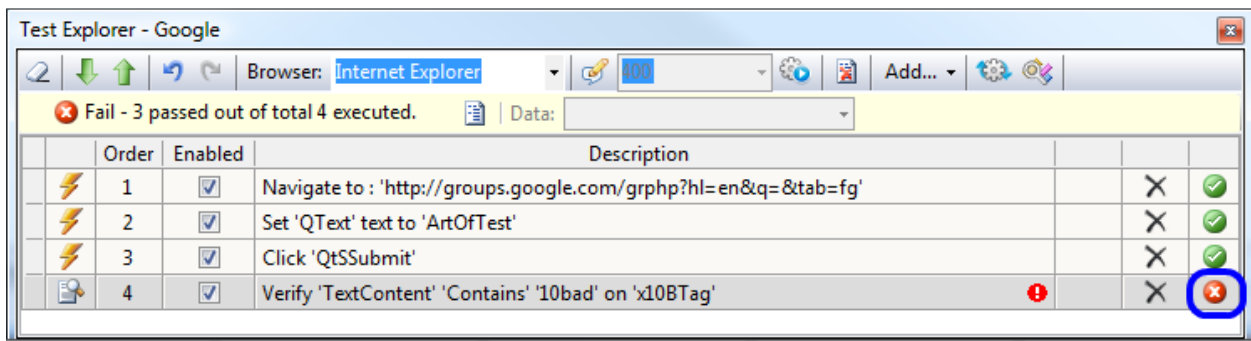 Test Explorer - Google
Browser: Internet Explorer 400 Add...
Fail - 3 passed out of total 4 executed. Data:
Order Enabled Description
1 Navigate to : 'http://groups.google.com/grphp?hl=en&q=&tab=fg'
2 Set 'QText' text to 'ArtOfTest'
3 Click 'QtSSubmit'
4 Verify 'TextContent' 'Contains' '10bad' on 'x10BTag'